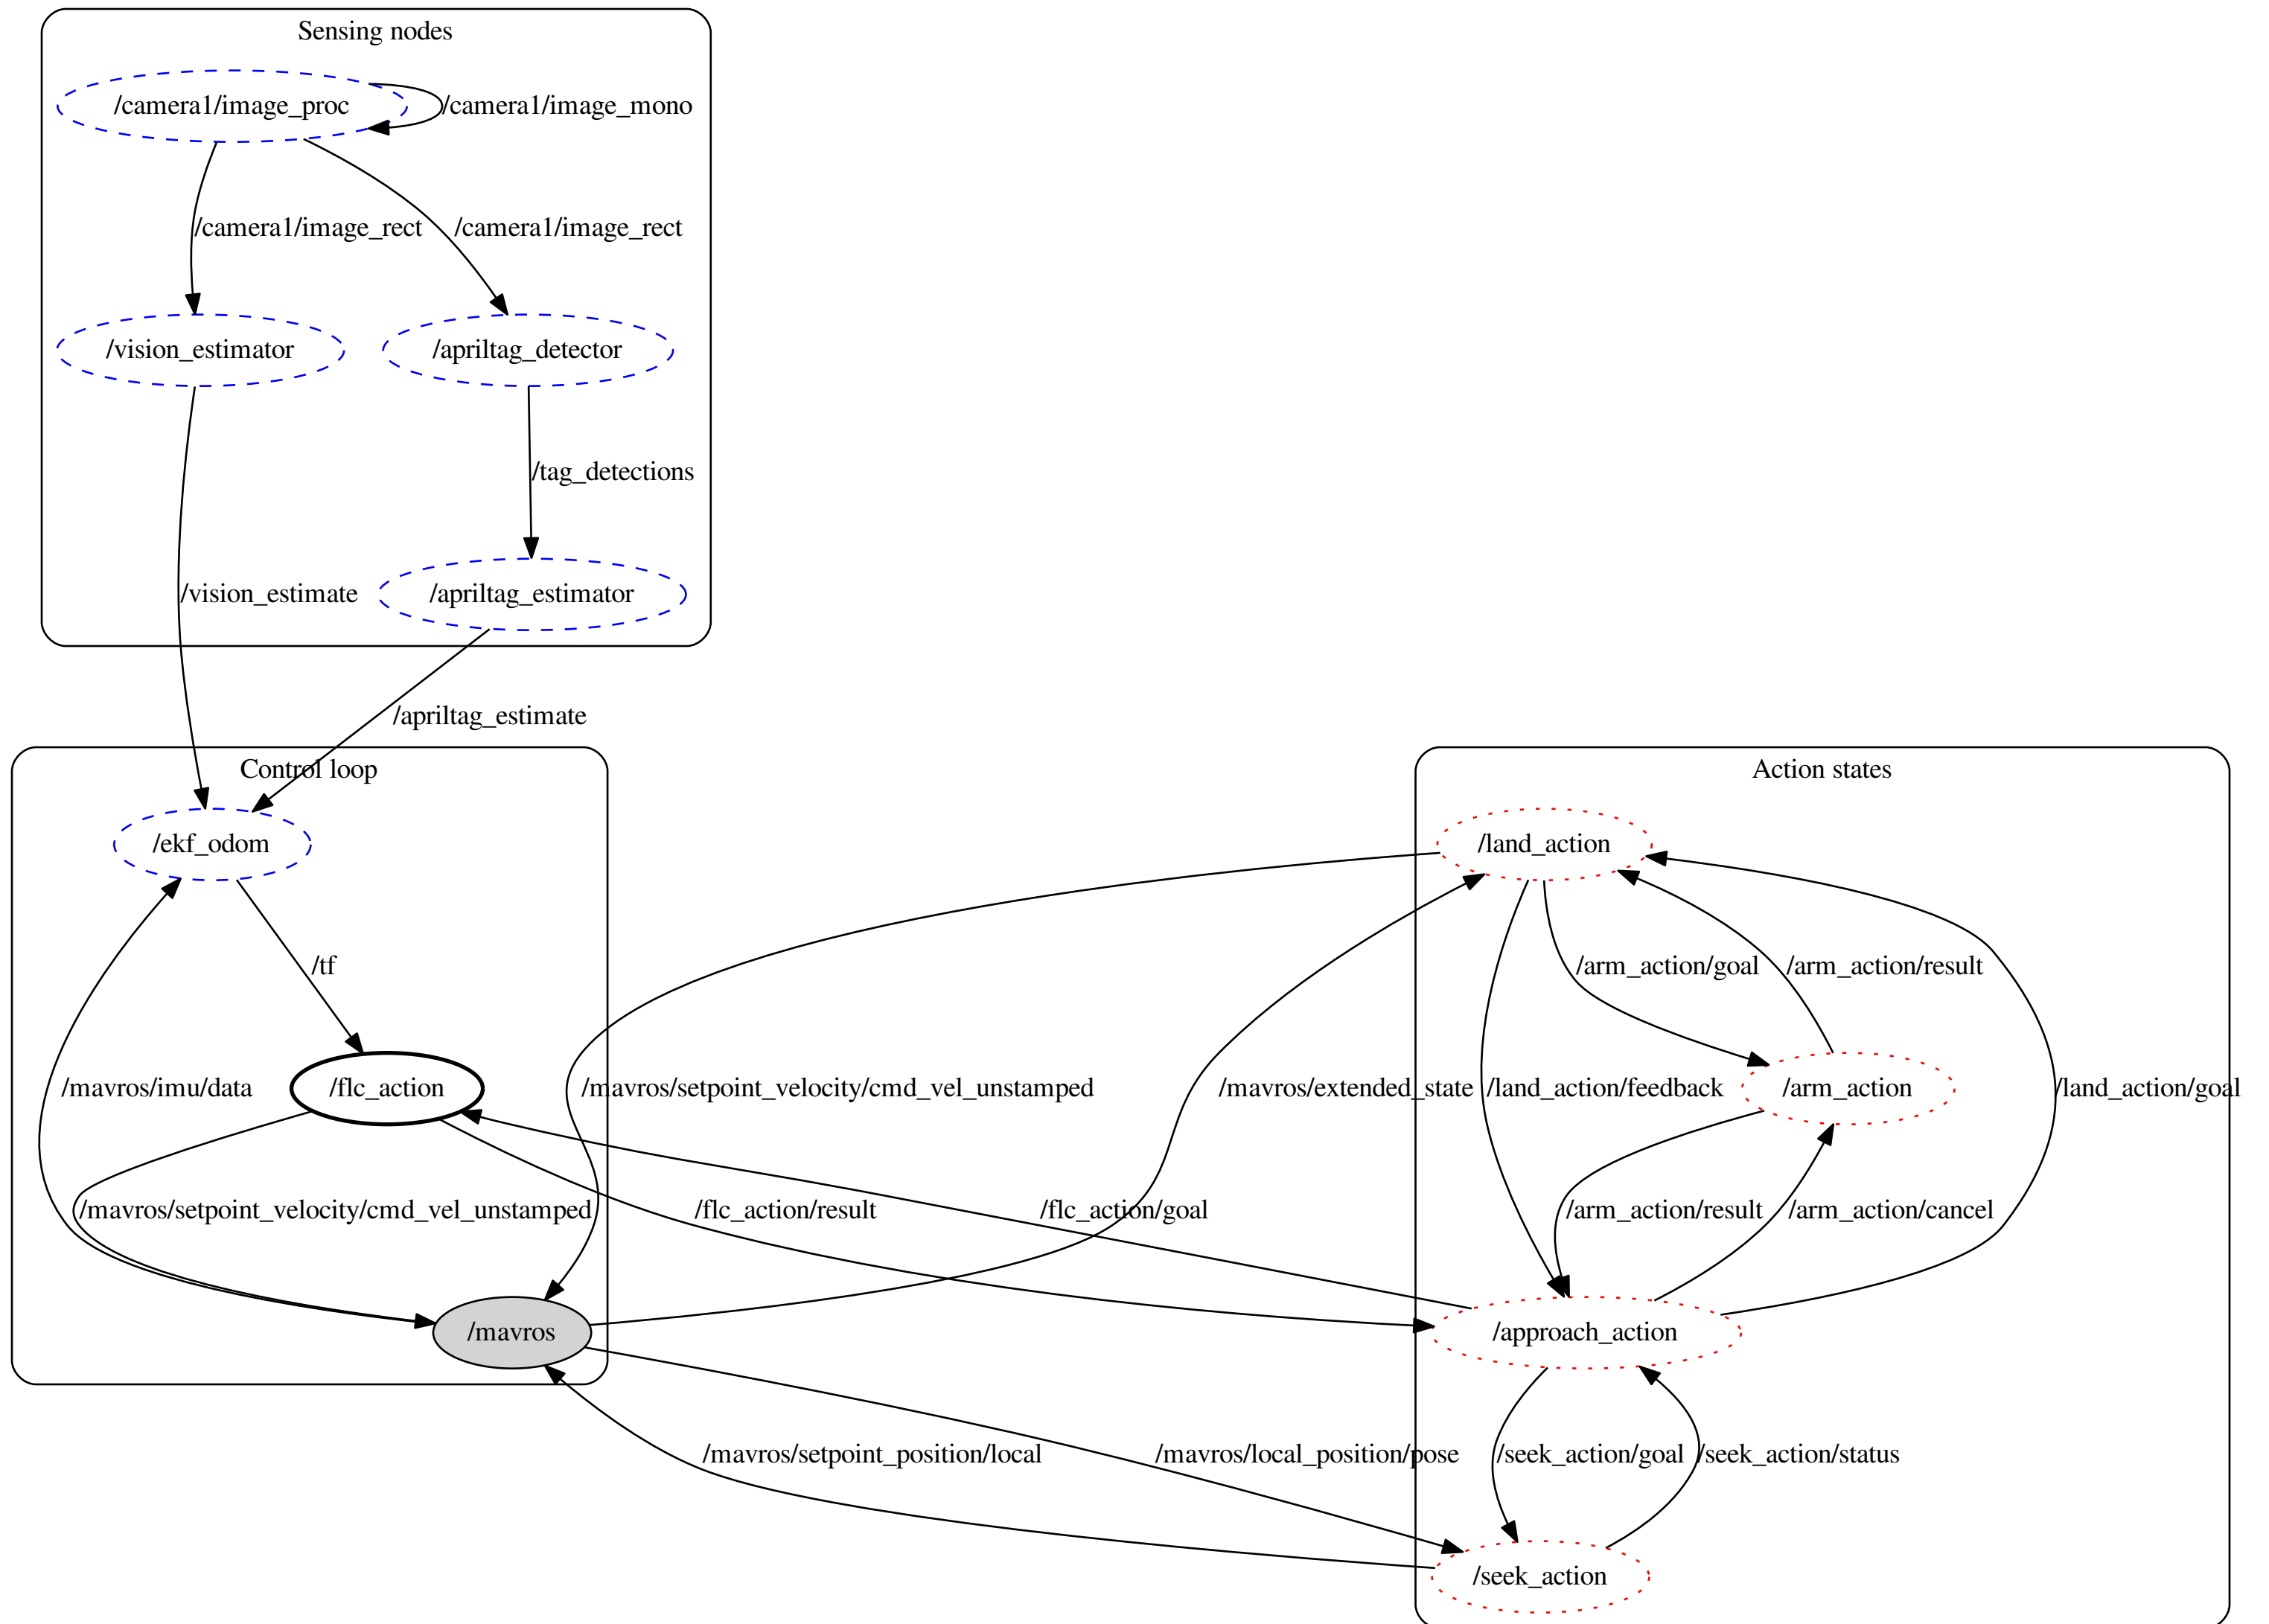 Sensing nodes
/camera1/image_proc
/camera1/image_mono
/camera1/image_rect
/camera1/image_rect
/vision_estimator
/apriltag_detector
/tag_detections
/vision_estimate
/apriltag_estimator
/apriltag_estimate
Control loop
Action states
/ekf_odom
/land_action
/tf
/arm_action/goal
/arm_action/result
/mavros/imu/data
/flc_action
/mavros/setpoint_velocity/cmd_vel_unstamped
/mavros/extended_state
/land_action/feedback
/arm_action
/land_action/goal
/mavros/setpoint_velocity/cmd_vel_unstamped
/flc_action/result
/flc_action/goal
/arm_action/result
/arm_action/cancel
/mavros
/approach_action
/mavros/setpoint_position/local
/mavros/local_position/pose
/seek_action/goal
/seek_action/status
/seek_action